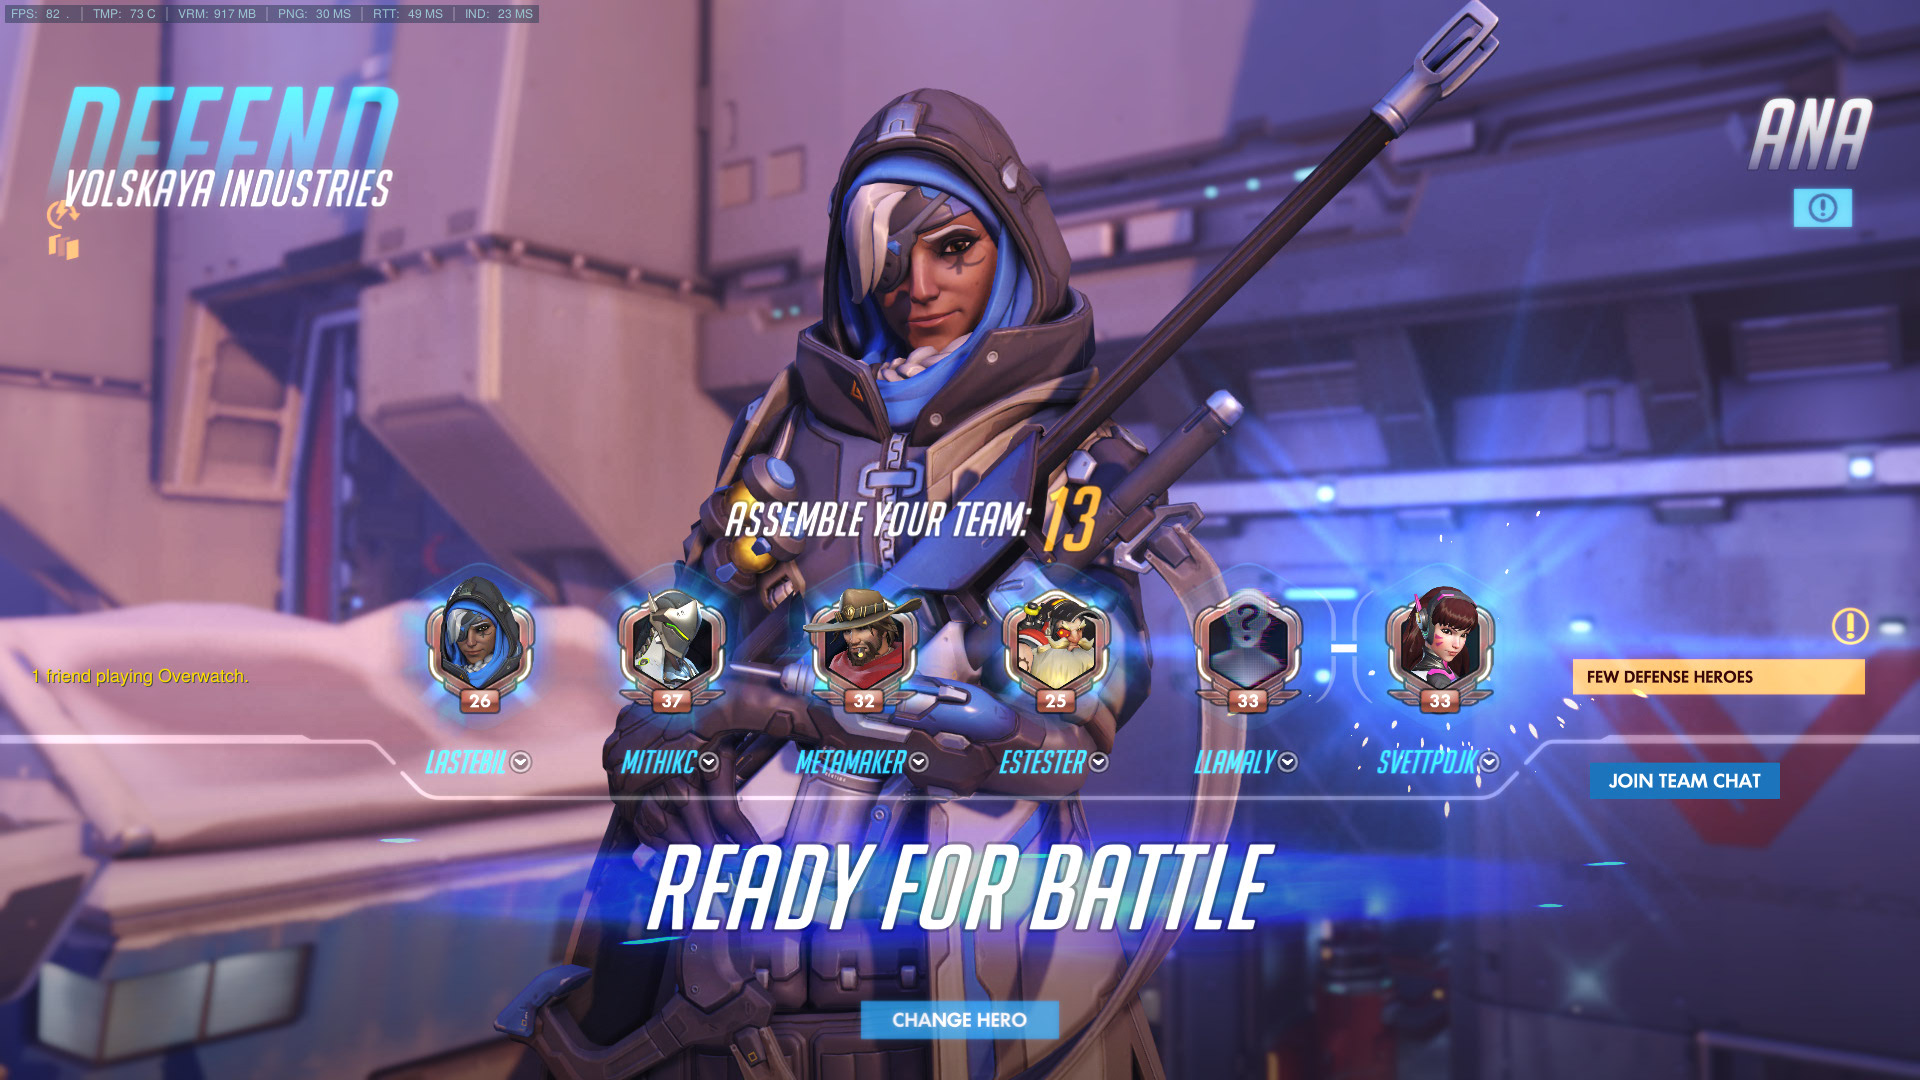 FPS: 82 . | TMP: 73 C | VRM: 917 MB | PNG: 30 MS | RTT: 49 MS | IND: 23 MS
DEFEND
VOLSKAYA INDUSTRIES
ANA
ASSEMBLE YOUR TEAM: 13
?
26 37 32 25 33 33
1 friend playing Overwatch.
FEW DEFENSE HEROES
LASTEBIL MITHIKC METAMAKER ESTESTER LLAMALY SVETTPOJK
JOIN TEAM CHAT
READY FOR BATTLE
CHANGE HERO